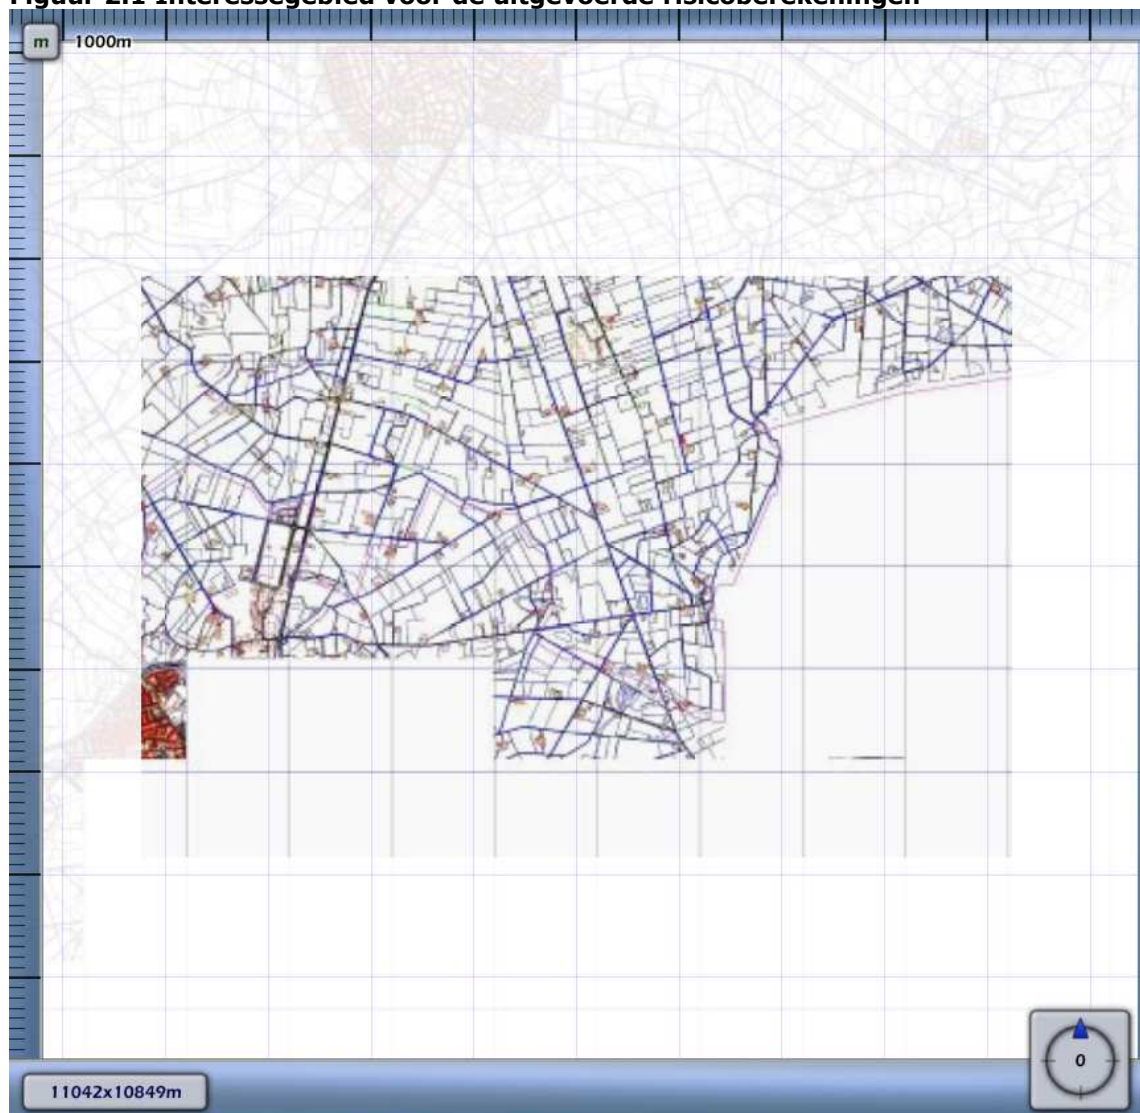 Figuur 2.1 Interessegebied voor de uitgevoerde risicoberekeningen
m 1000m
0
11042x10849m